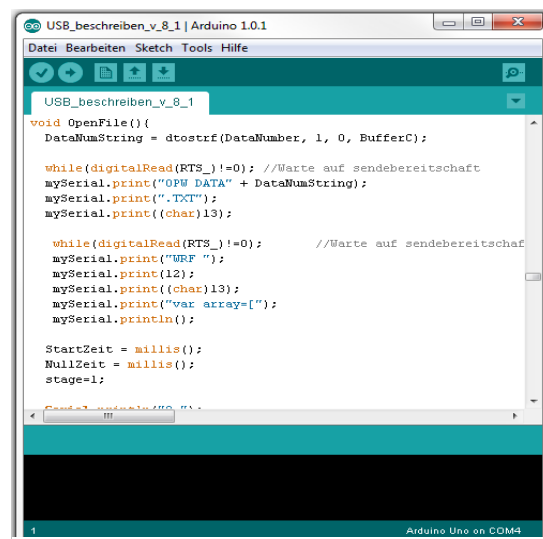 USB_beschreiben_v_8_1 | Arduino 1.0.1
Datei Bearbeiten Sketch Tools Hilfe
USB_beschreiben_v_8_1
void OpenFile(){
DataNumString = dtostrf(DataNumber, 1, 0, BufferC);
while(digitalRead(RTS_)!=0); //Warte auf sendebereitschaft
mySerial.print("OPW DATA" + DataNumString);
mySerial.print(".TXT");
mySerial.print((char)13);
while(digitalRead(RTS_)!=0); //Warte auf sendebereitschaf
mySerial.print("WRF ");
mySerial.print(12);
mySerial.print((char)13);
mySerial.print("var array=[");
mySerial.println();
StartZeit = millis();
NullZeit = millis();
stage=1;
1
Arduino Uno on COM4